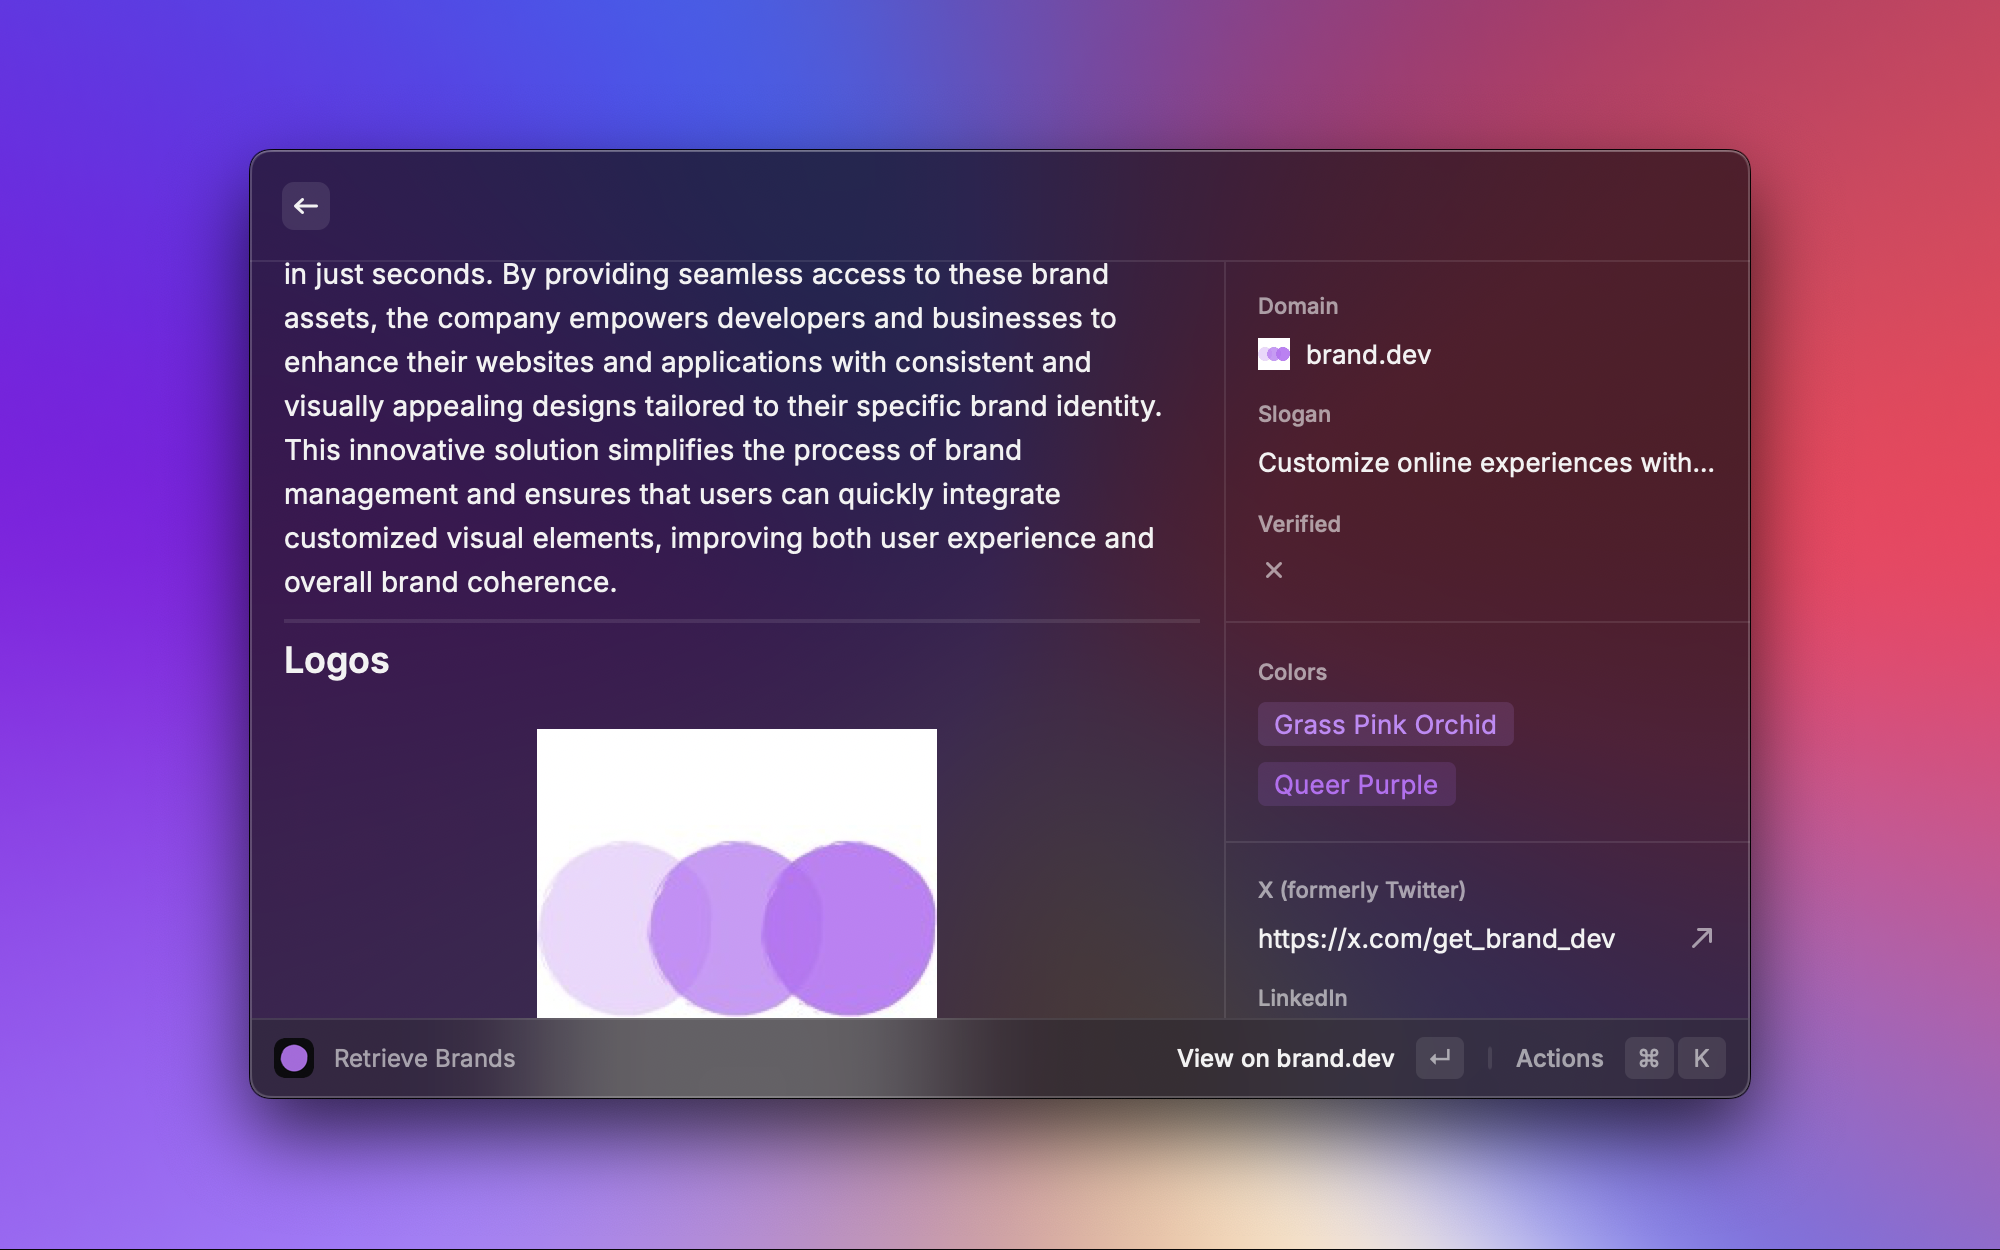 in just seconds. By providing seamless access to these brand
assets, the company empowers developers and businesses to
enhance their websites and applications with consistent and
visually appealing designs tailored to their specific brand identity.
This innovative solution simplifies the process of brand
management and ensures that users can quickly integrate
customized visual elements, improving both user experience and
overall brand coherence.
Logos
Domain
brand.dev
Slogan
Customize online experiences with...
Verified
Colors
Grass Pink Orchid
Queer Purple
X (formerly Twitter)
https://x.com/get_brand_dev
LinkedIn
Retrieve Brands
View on brand.dev
Actions ⌘ K